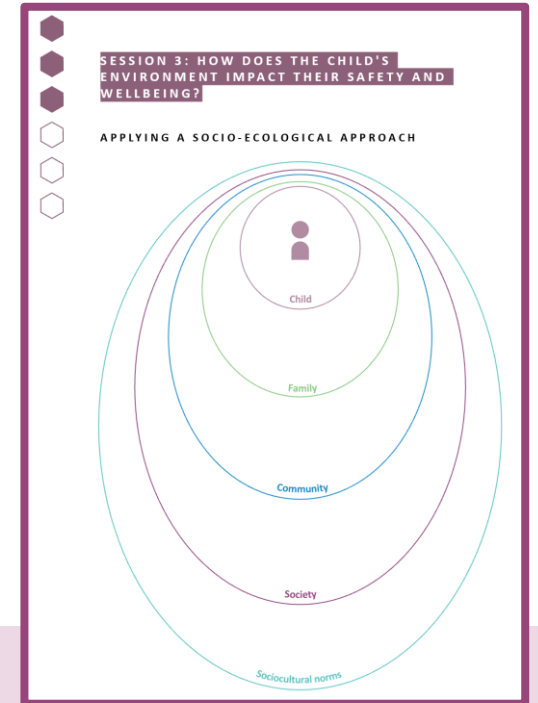 SESSION 3: HOW DOES THE CHILD'S
ENVIRONMENT IMPACT THEIR SAFETY AND
WELLBEING?
APPLYING A SOCIO-ECOLOGICAL APPROACH
Child
Family
Community
Society
Sociocultural norms